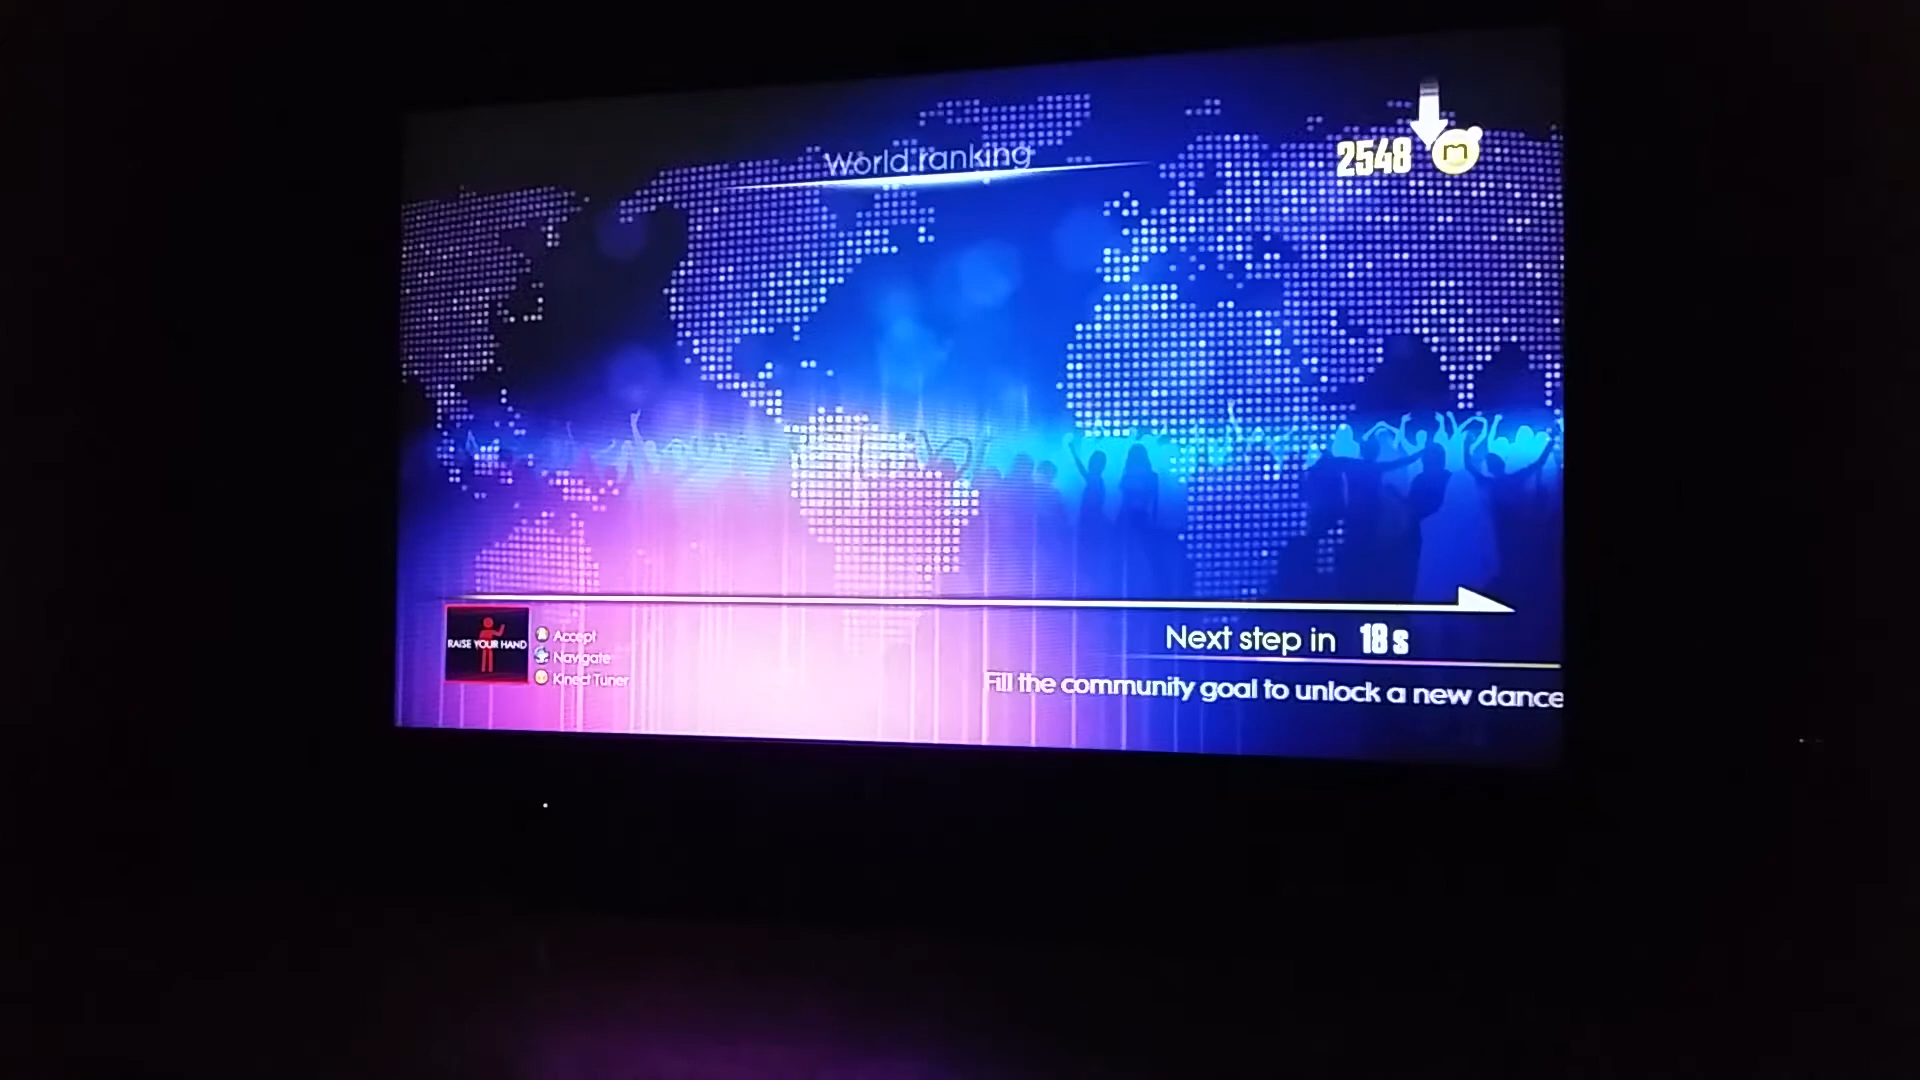 World ranking
2548 m
RAISE YOUR HAND
Accept
Navigate
Kinect Tuner
Next step in 18 s
Fill the community goal to unlock a new dance